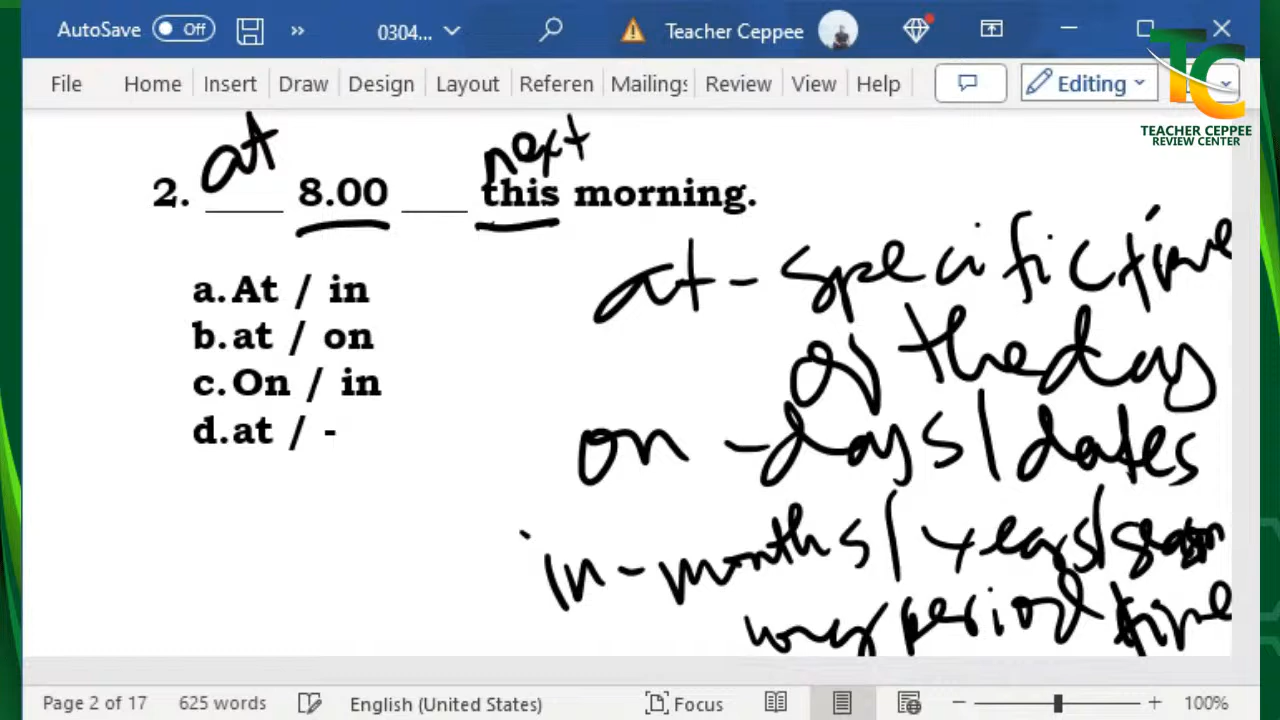 AutoSave Off 0304... Teacher Ceppee
TC
TEACHER CEPPEE
REVIEW CENTER
File Home Insert Draw Design Layout Referen Mailings Review View Help Editing
at next
2. ____ 8.00 ____ this morning.
a. At / in
b. at / on
c. On / in
d. at / -
at - specific time
of the day
on - days / dates
in - months / years / season
period time
Page 2 of 17 625 words English (United States) Focus 100%